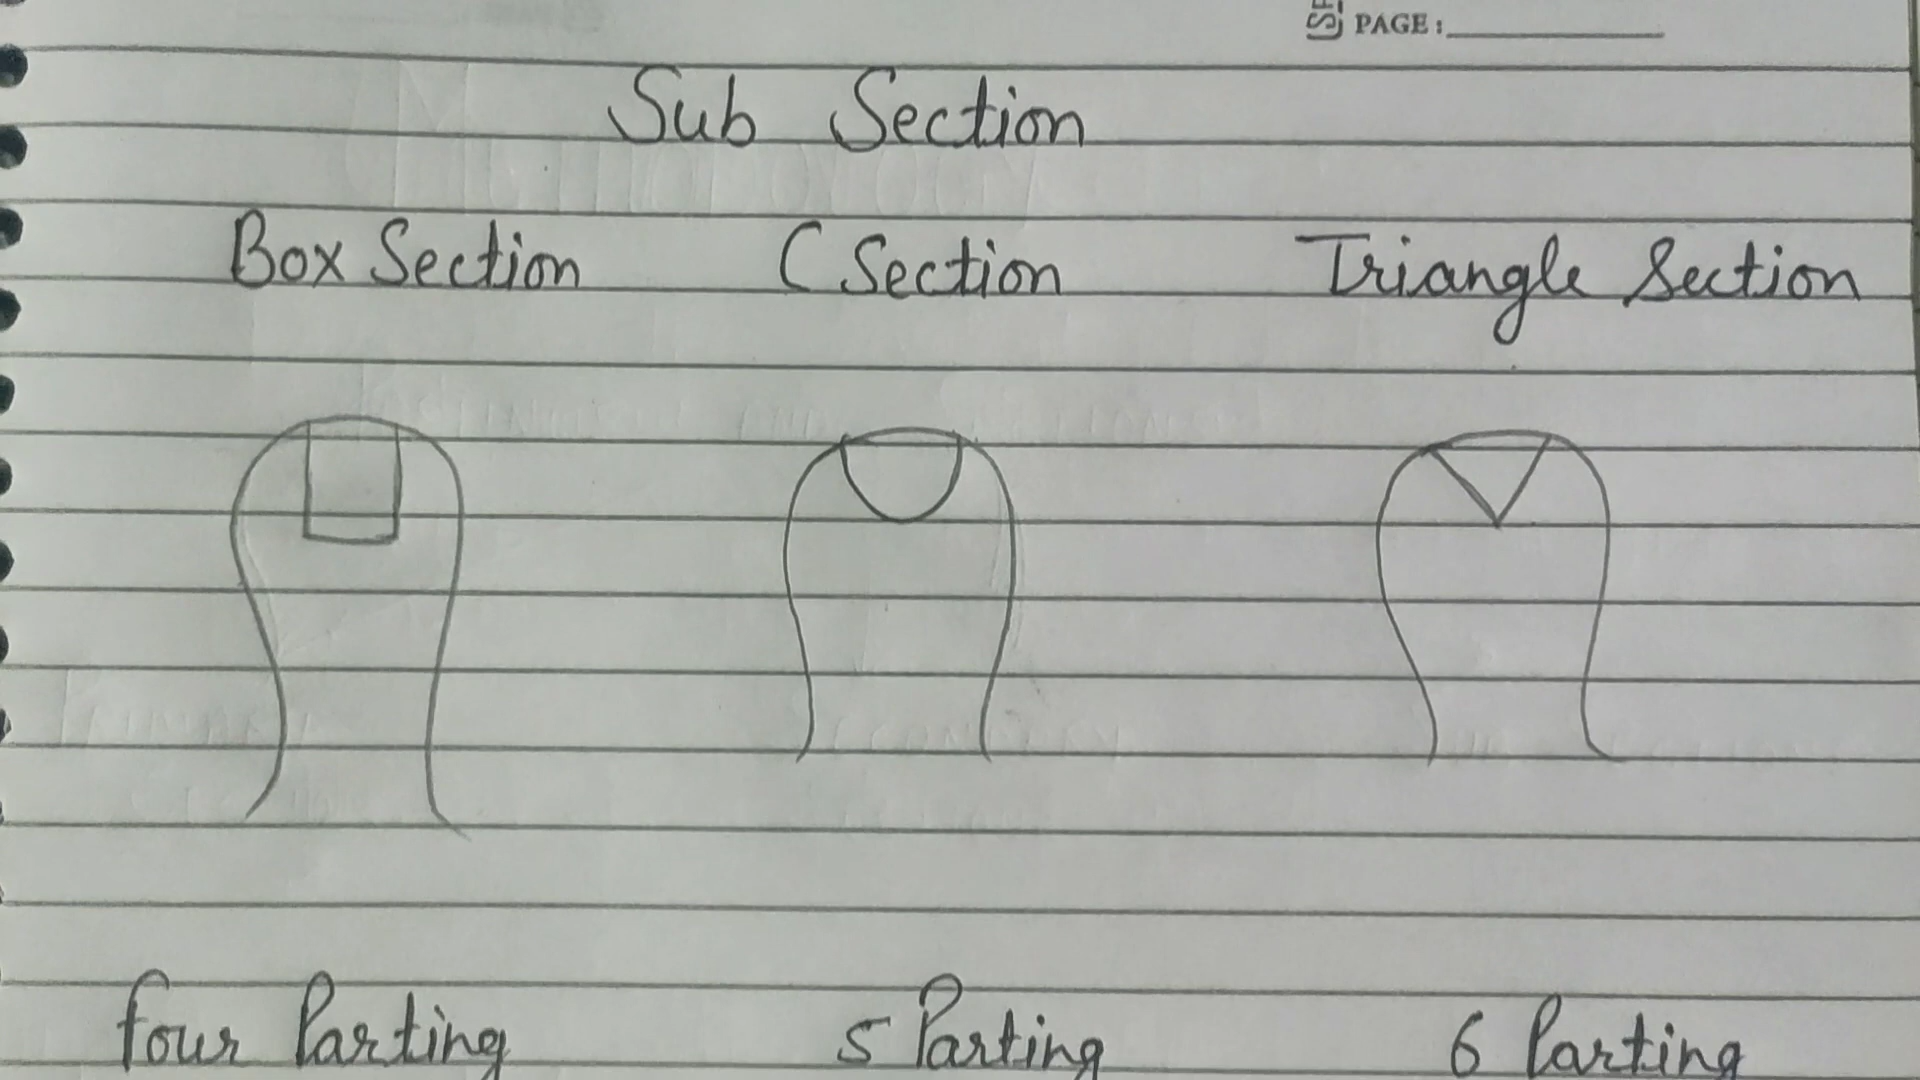 PAGE:
Sub Section
Box Section
C Section
Triangle Section
four Parting
5 Parting
6 Parting